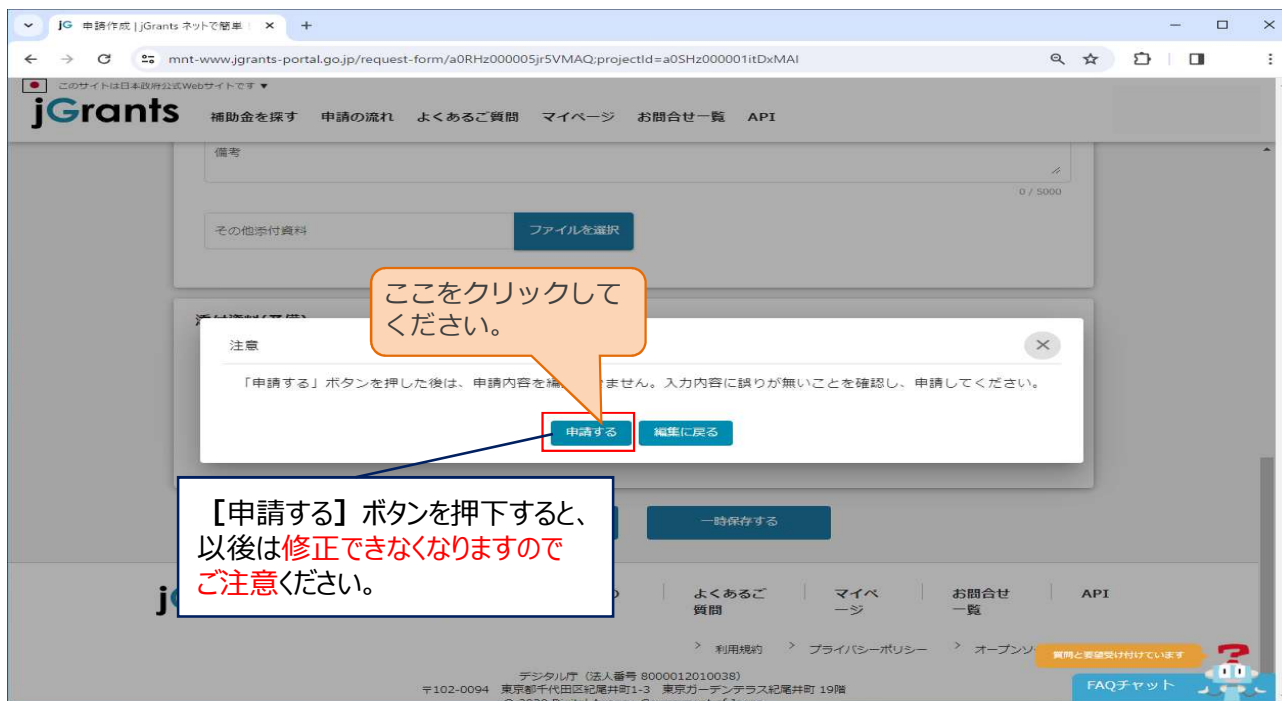 jG 申請作成 | jGrants ネットで簡単
mnt-www.jgrants-portal.go.jp/request-form/a0RHz000005jr5VMAQ;projectId=a0SHz000001itDxMAI
このサイトは日本政府公式Webサイトです ▼
jGrants 補助金を探す 申請の流れ よくあるご質問 マイページ お問合せ一覧 API
備考
0 / 5000
その他添付資料 ファイルを選択
ここをクリックして
ください。
注意
「申請する」ボタンを押した後は、申請内容を編 ません。入力内容に誤りが無いことを確認し、申請してください。
申請する 編集に戻る
【申請する】ボタンを押下すると、
以後は修正できなくなりますので
ご注意ください。
一時保存する
よくあるご
質問
マイペ
ージ
お問合せ
一覧
API
> 利用規約 > プライバシーポリシー > オープンソ
質問と要望受け付けています
FAQチャット
デジタル庁（法人番号 8000012010038）
〒102-0094 東京都千代田区紀尾井町1-3 東京ガーデンテラス紀尾井町 19階